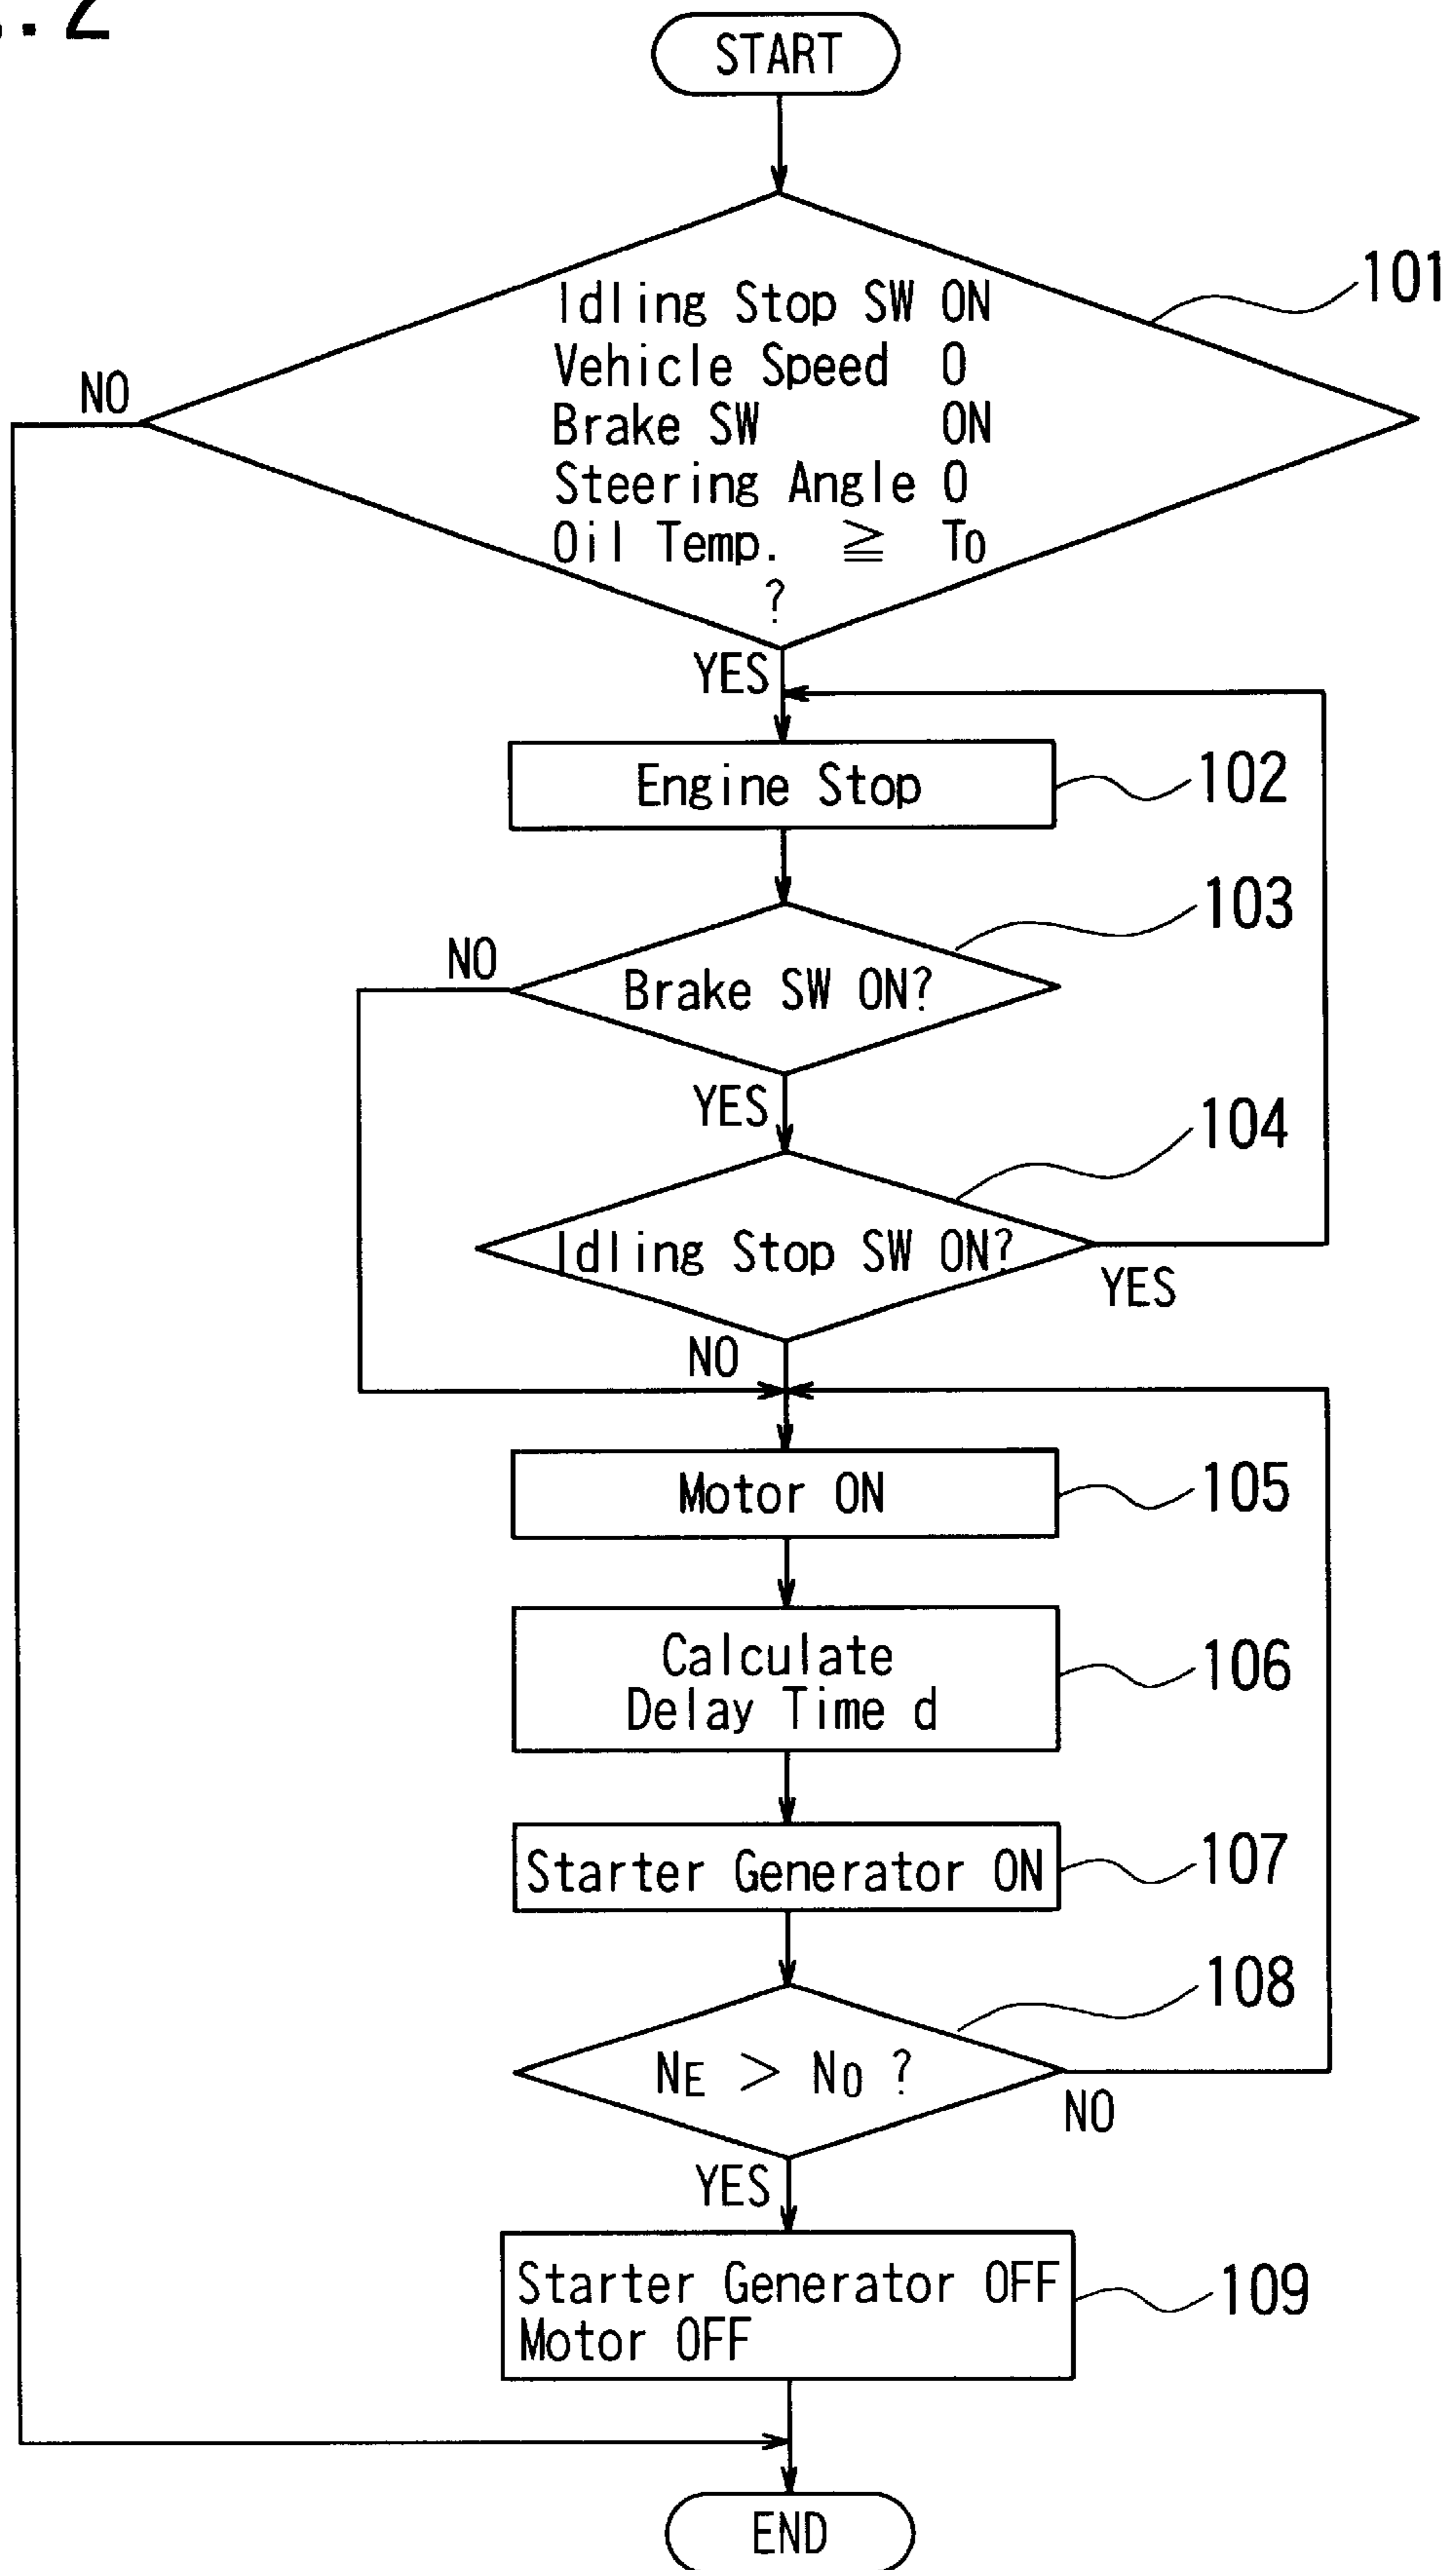 .2
START
101
Idling Stop SW ON
Vehicle Speed 0
NO
Brake SW ON
Steering Angle 0
Oil Temp. ≧ T0
?
YES
Engine Stop
102
103
NO
Brake SW ON?
YES
104
Idling Stop SW ON?
YES
NO
Motor ON
105
Calculate
Delay Time d
106
Starter Generator ON
107
108
NE > N0 ?
NO
YES
Starter Generator OFF
Motor OFF
109
END